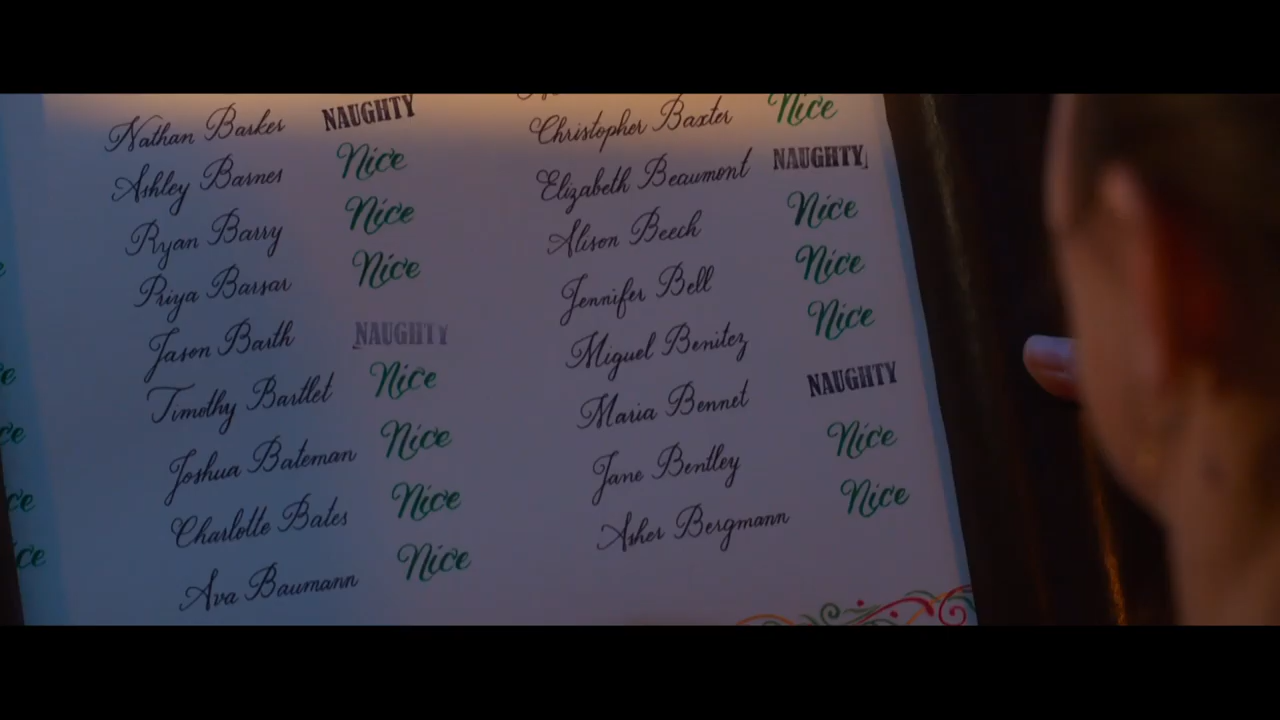 Nathan Barker NAUGHTY
Ashley Barnes Nice
Ryan Barry Nice
Priya Barsar Nice
Jason Barth NAUGHTY
Timothy Bartlet Nice
Joshua Bateman Nice
Charlotte Bates Nice
Ava Baumann Nice
Christopher Baxter Nice
Elizabeth Beaumont NAUGHTY
Alison Beech Nice
Jennifer Bell Nice
Miguel Benitez Nice
Maria Bennet NAUGHTY
Jane Bentley Nice
Asher Bergmann Nice